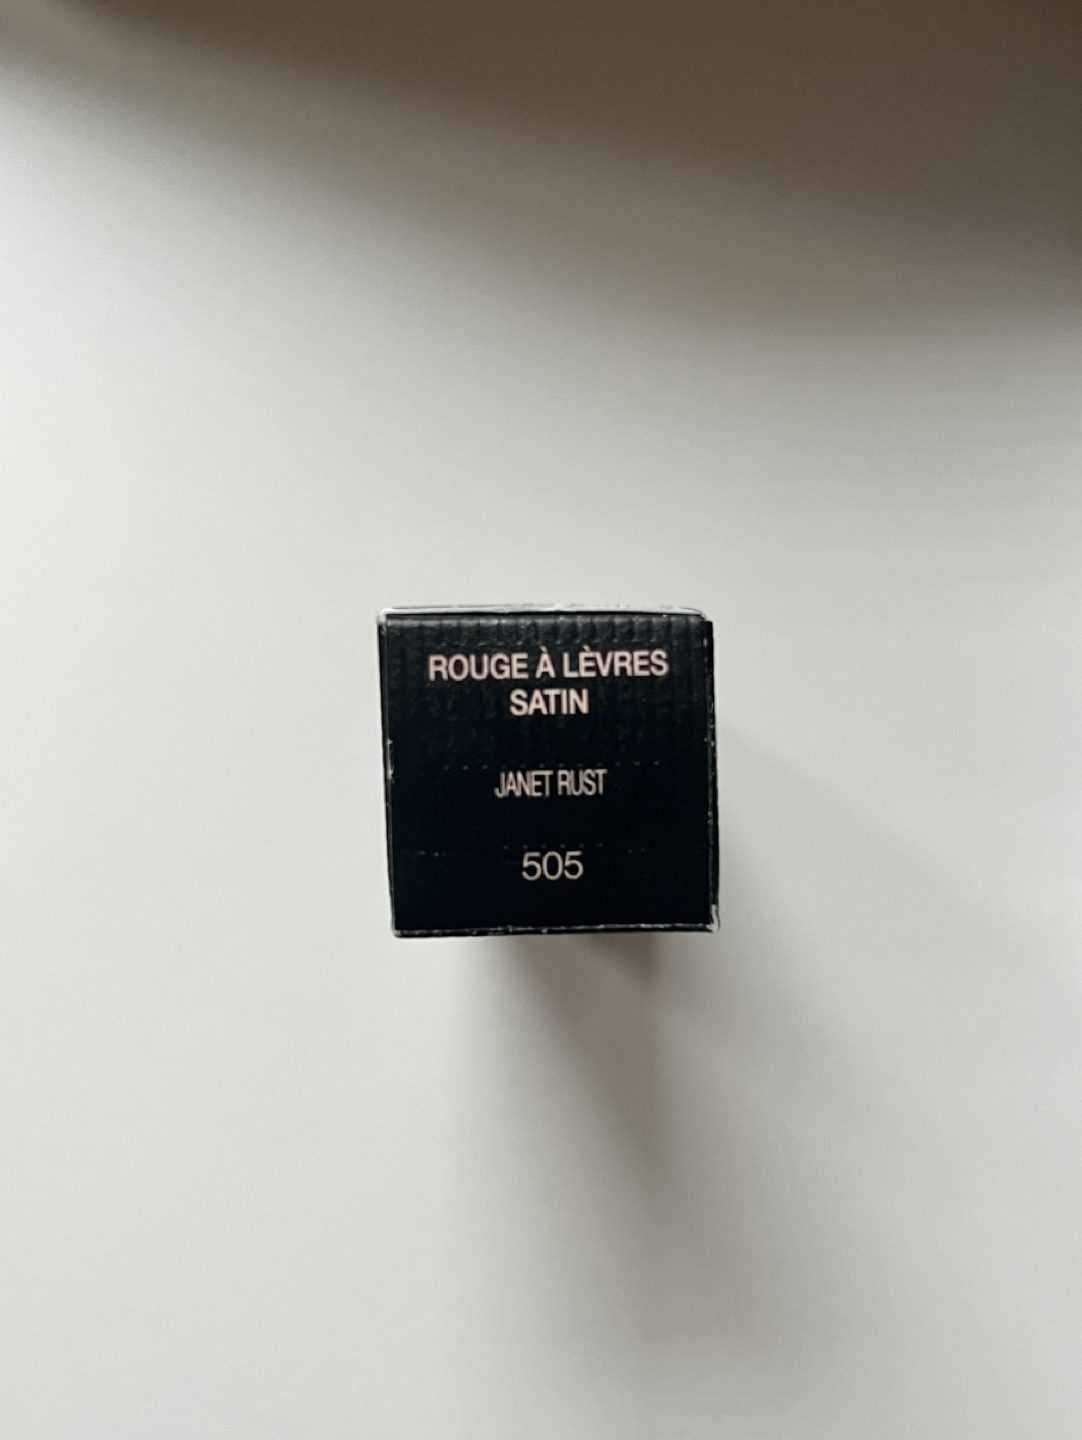 ROUGE À LÈVRES
SATIN
JANET RUST
505